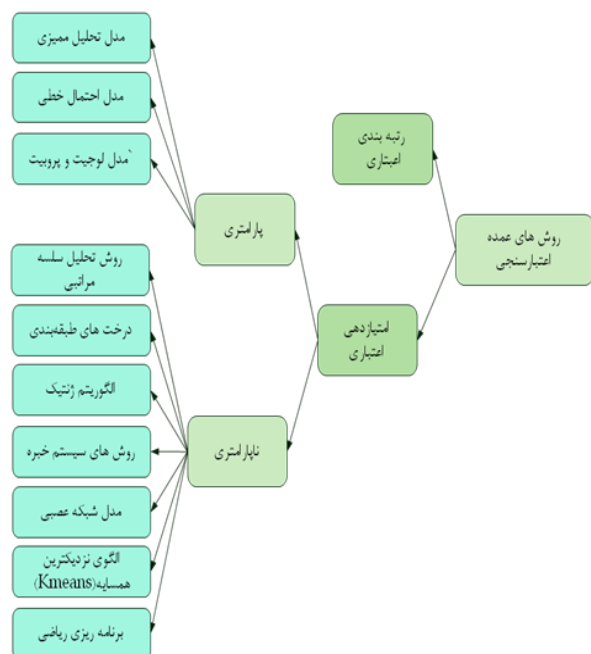 روش های عمده
اعتبارسنجی
رتبه بندی
اعبتاری
امتیازدهی
اعتباری
پارامتری
ناپارامتری
مدل تحلیل ممیزی
مدل احتمال خطی
`مدل لوجیت و پروبیت
روش تحلیل سلسه
مراتبی
درخت های طبقه‌بندی
الگوریتم ژنتیک
روش های سیستم خبره
مدل شبکه عصبی
الگوی نزدیکترین
همسایه(Kmeans)
برنامه ریزی ریاضی